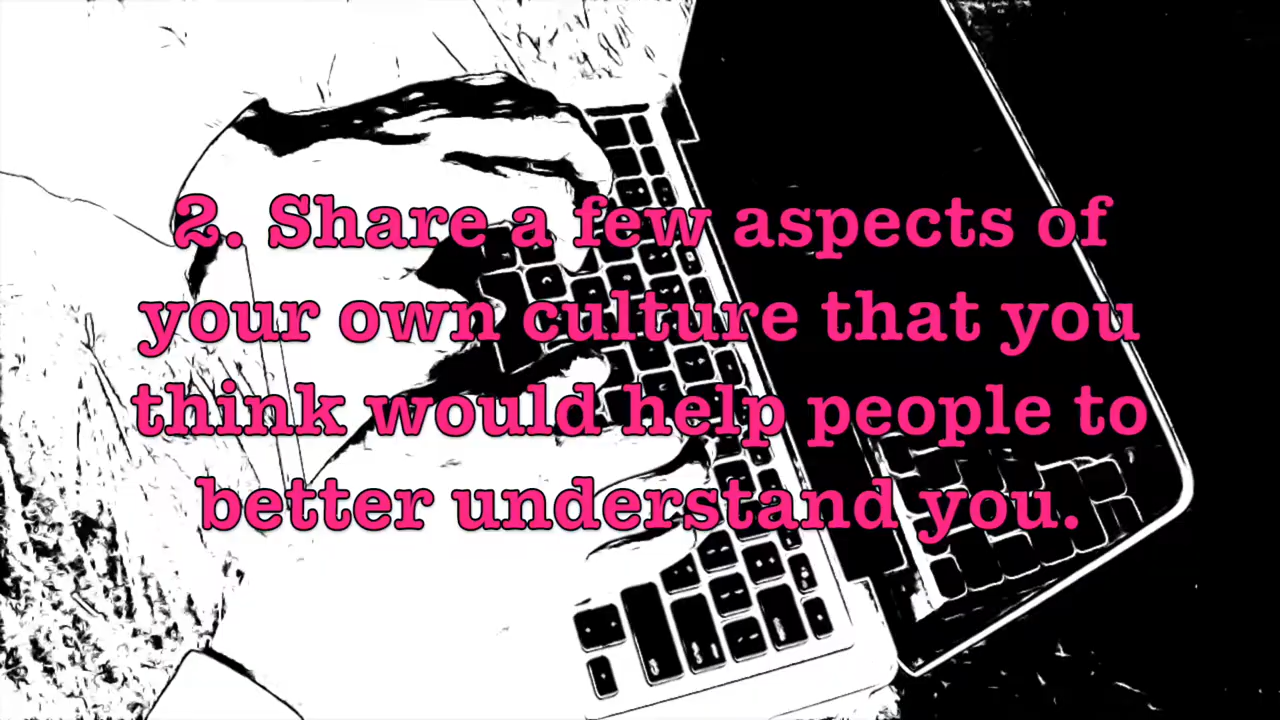 2. Share a few aspects of
your own culture that you
think would help people to
better understand you.